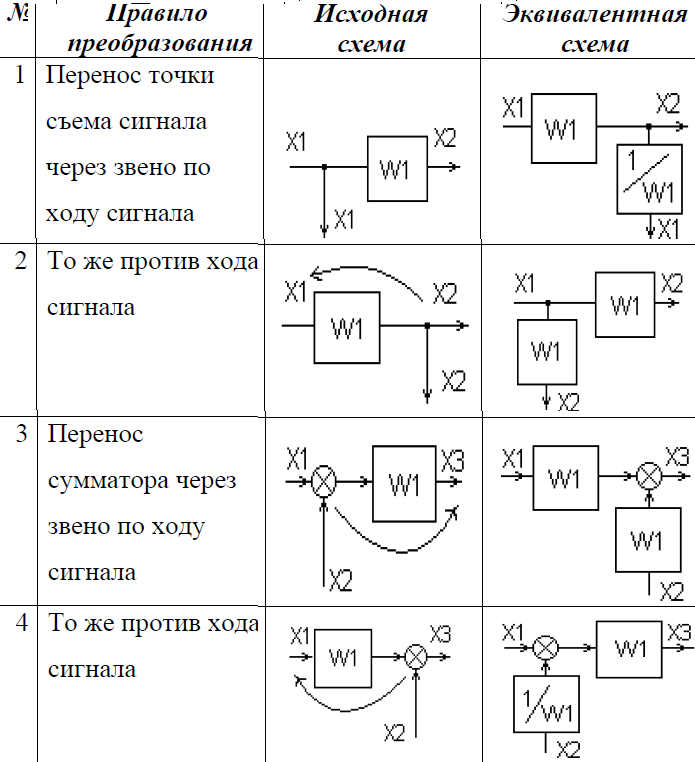 № Правило Исходная Эквивалентная
преобразования схема схема
1 Перенос точки
съема сигнала
через звено по
ходу сигнала
X1 W1 X2
X1
X1 W1 X2
1/W1
X1
2 То же против хода
сигнала
X1 W1 X2
X2
X1 W1 X2
W1
X2
3 Перенос
сумматора через
звено по ходу
сигнала
X1 W1 X3
X2
X1 W1 X3
W1
X2
4 То же против хода
сигнала
X1 W1 X3
X2
X1 W1 X3
1/W1
X2